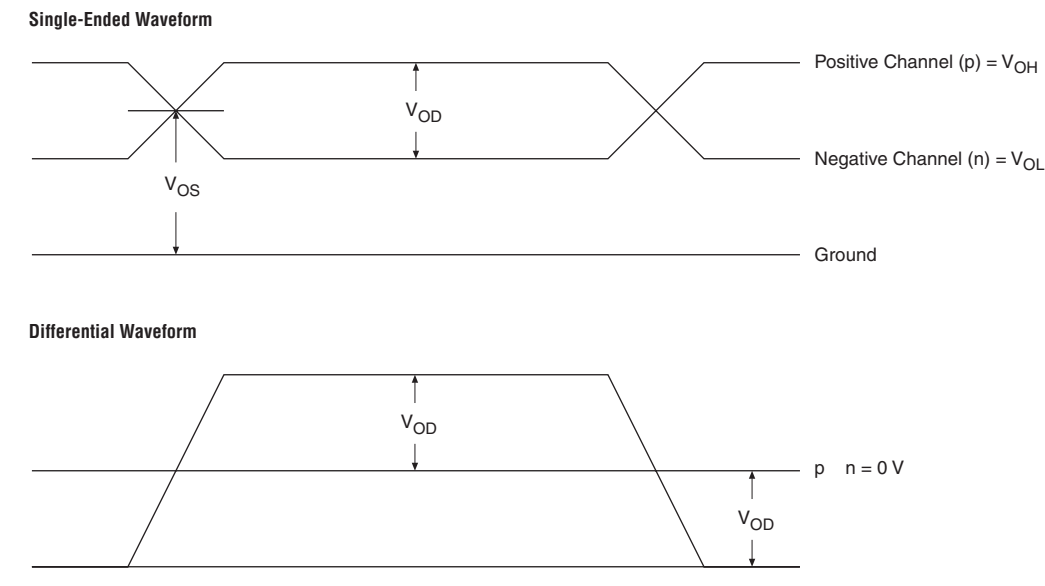 Single-Ended Waveform
Positive Channel (p) = VOH
VOD
Negative Channel (n) = VOL
VOS
Ground
Differential Waveform
VOD
p n = 0 V
VOD